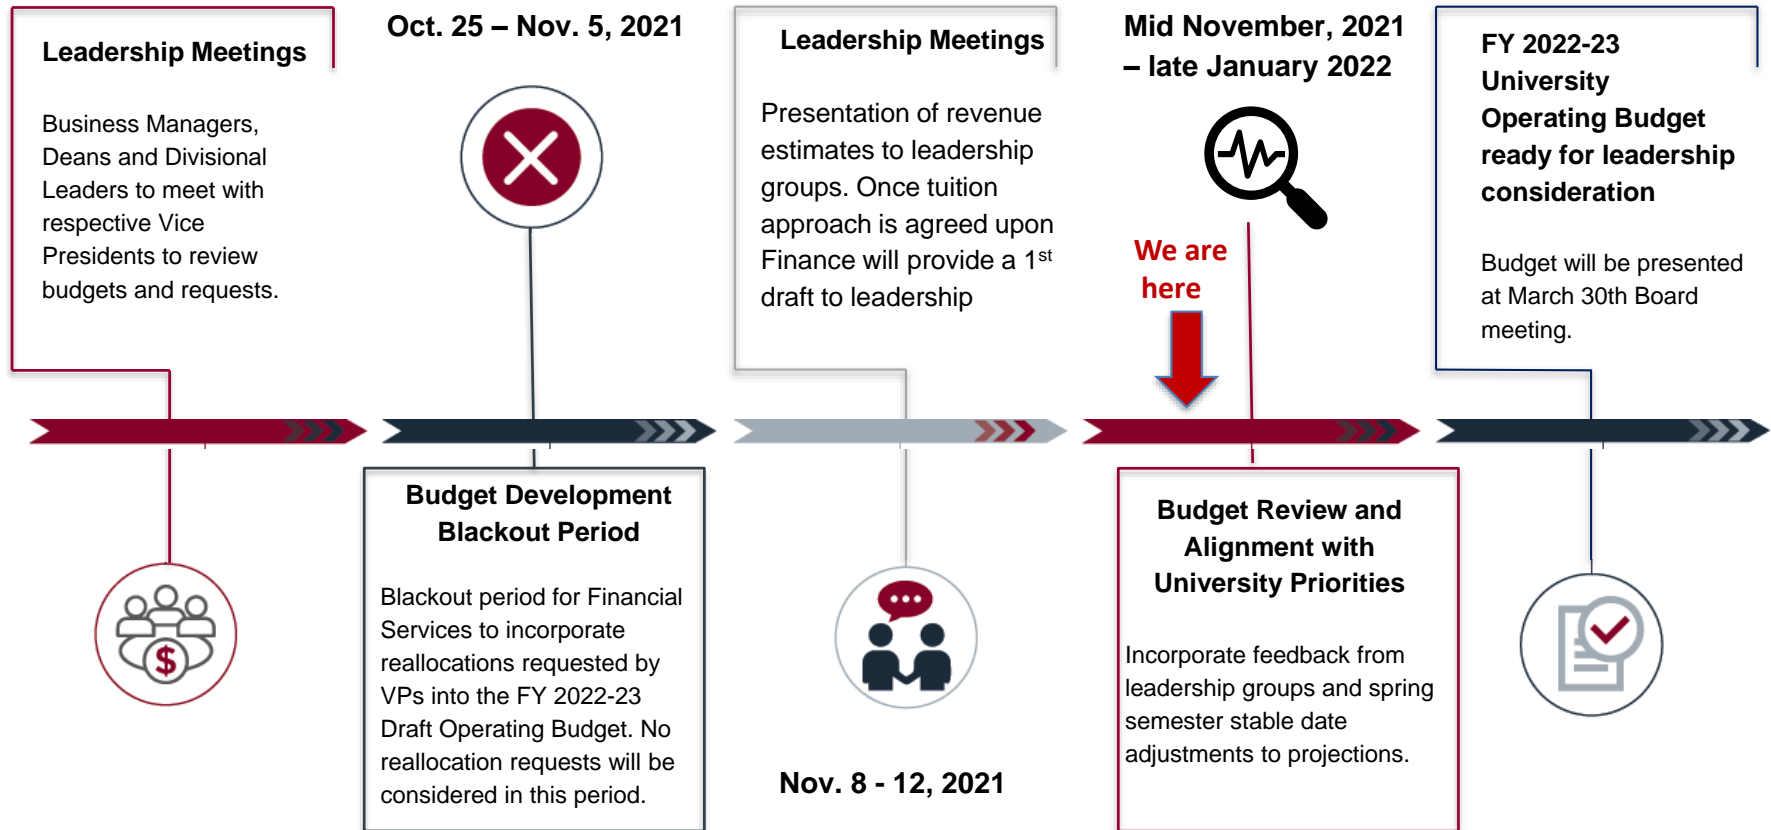 Leadership Meetings
Business Managers,
Deans and Divisional
Leaders to meet with
respective Vice
Presidents to review
budgets and requests.
Oct. 25 – Nov. 5, 2021
Budget Development
Blackout Period
Blackout period for Financial
Services to incorporate
reallocations requested by
VPs into the FY 2022-23
Draft Operating Budget. No
reallocation requests will be
considered in this period.
Leadership Meetings
Presentation of revenue
estimates to leadership
groups. Once tuition
approach is agreed upon
Finance will provide a 1st
draft to leadership
Nov. 8 - 12, 2021
Mid November, 2021
– late January 2022
We are
here
Budget Review and
Alignment with
University Priorities
Incorporate feedback from
leadership groups and spring
semester stable date
adjustments to projections.
FY 2022-23
University
Operating Budget
ready for leadership
consideration
Budget will be presented
at March 30th Board
meeting.
$